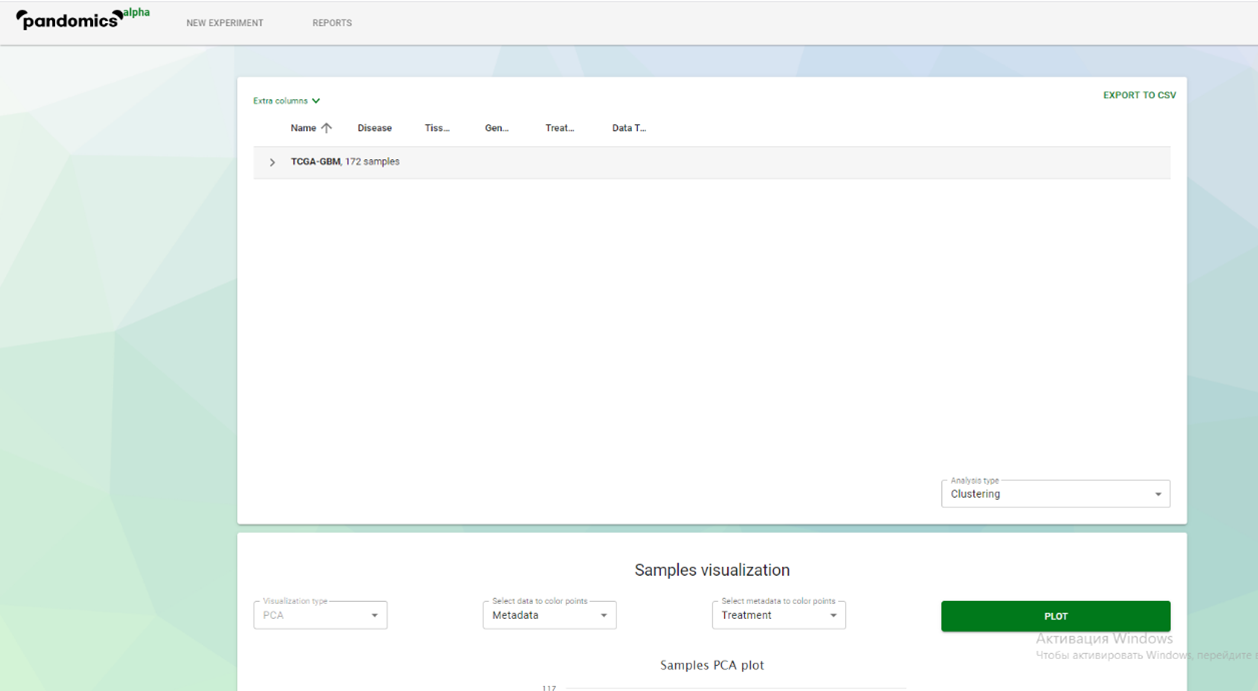 pandomics alpha
NEW EXPERIMENT
REPORTS
EXPORT TO CSV
Extra columns
Name Disease Tiss... Gen... Treat... Data T...
TCGA-GBM, 172 samples
Analysis type
Clustering
Samples visualization
Visualization type
PCA
Select data to color points
Metadata
Select metadata to color points
Treatment
PLOT
Активация Windows
Чтобы активировать Windows, перейдите в
Samples PCA plot
117